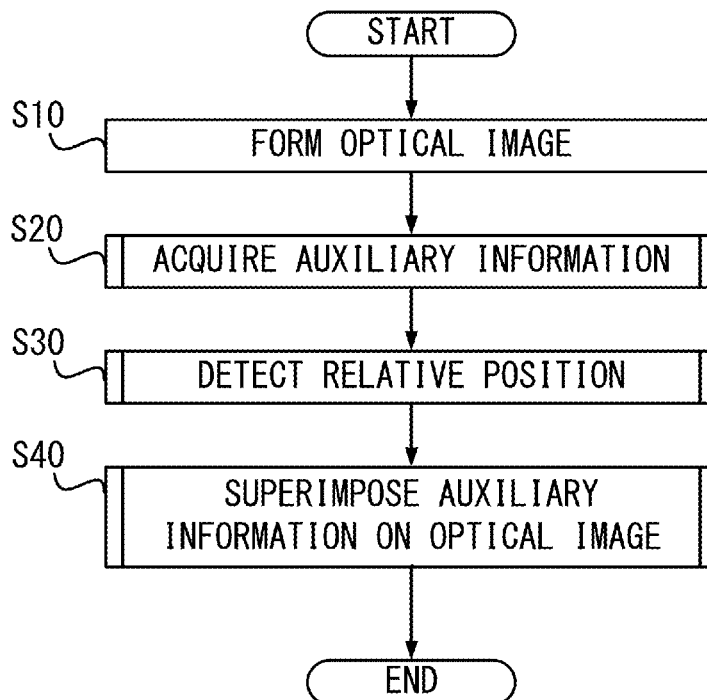 START
S10
FORM OPTICAL IMAGE
S20
ACQUIRE AUXILIARY INFORMATION
S30
DETECT RELATIVE POSITION
S40
SUPERIMPOSE AUXILIARY
INFORMATION ON OPTICAL IMAGE
END